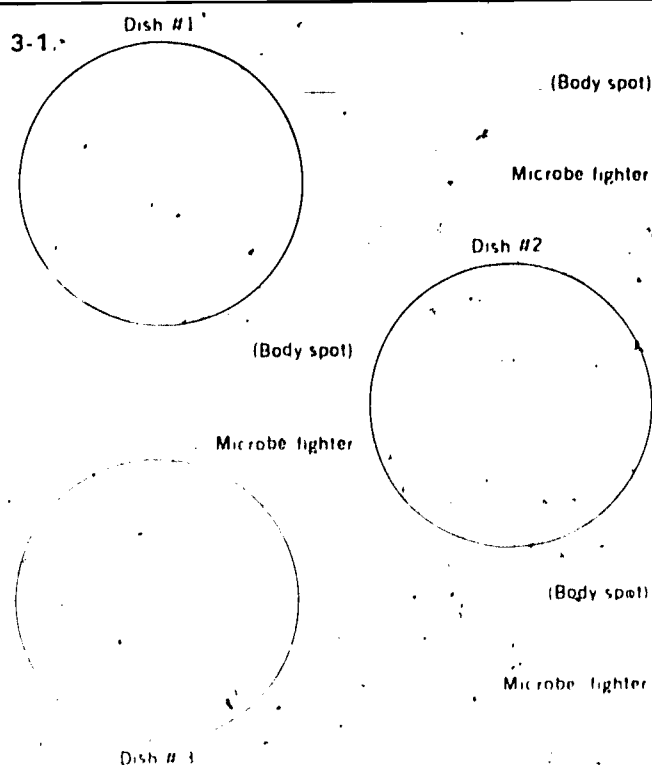 3-1.
Dish #1
(Body spot)
Microbe fighter
Dish #2
(Body spot)
Microbe fighter
(Body spot)
Microbe fighter
Dish #3